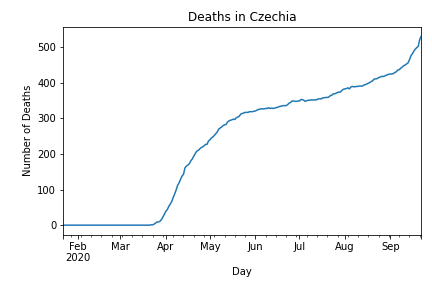 Deaths in Czechia
Number of Deaths
500
400
300
200
100
0
Feb Mar Apr May Jun Jul Aug Sep
2020
Day